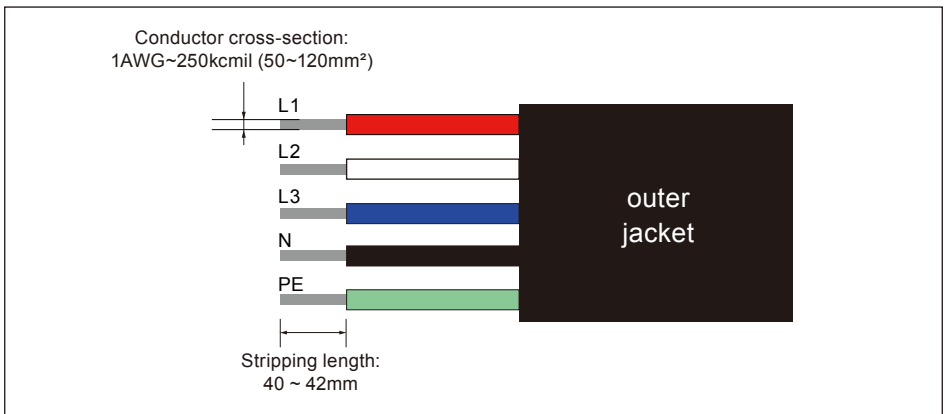 Conductor cross-section:
1AWG~250kcmil (50~120mm²)
L1
L2
L3
N
PE
outer
jacket
Stripping length:
40 ~ 42mm